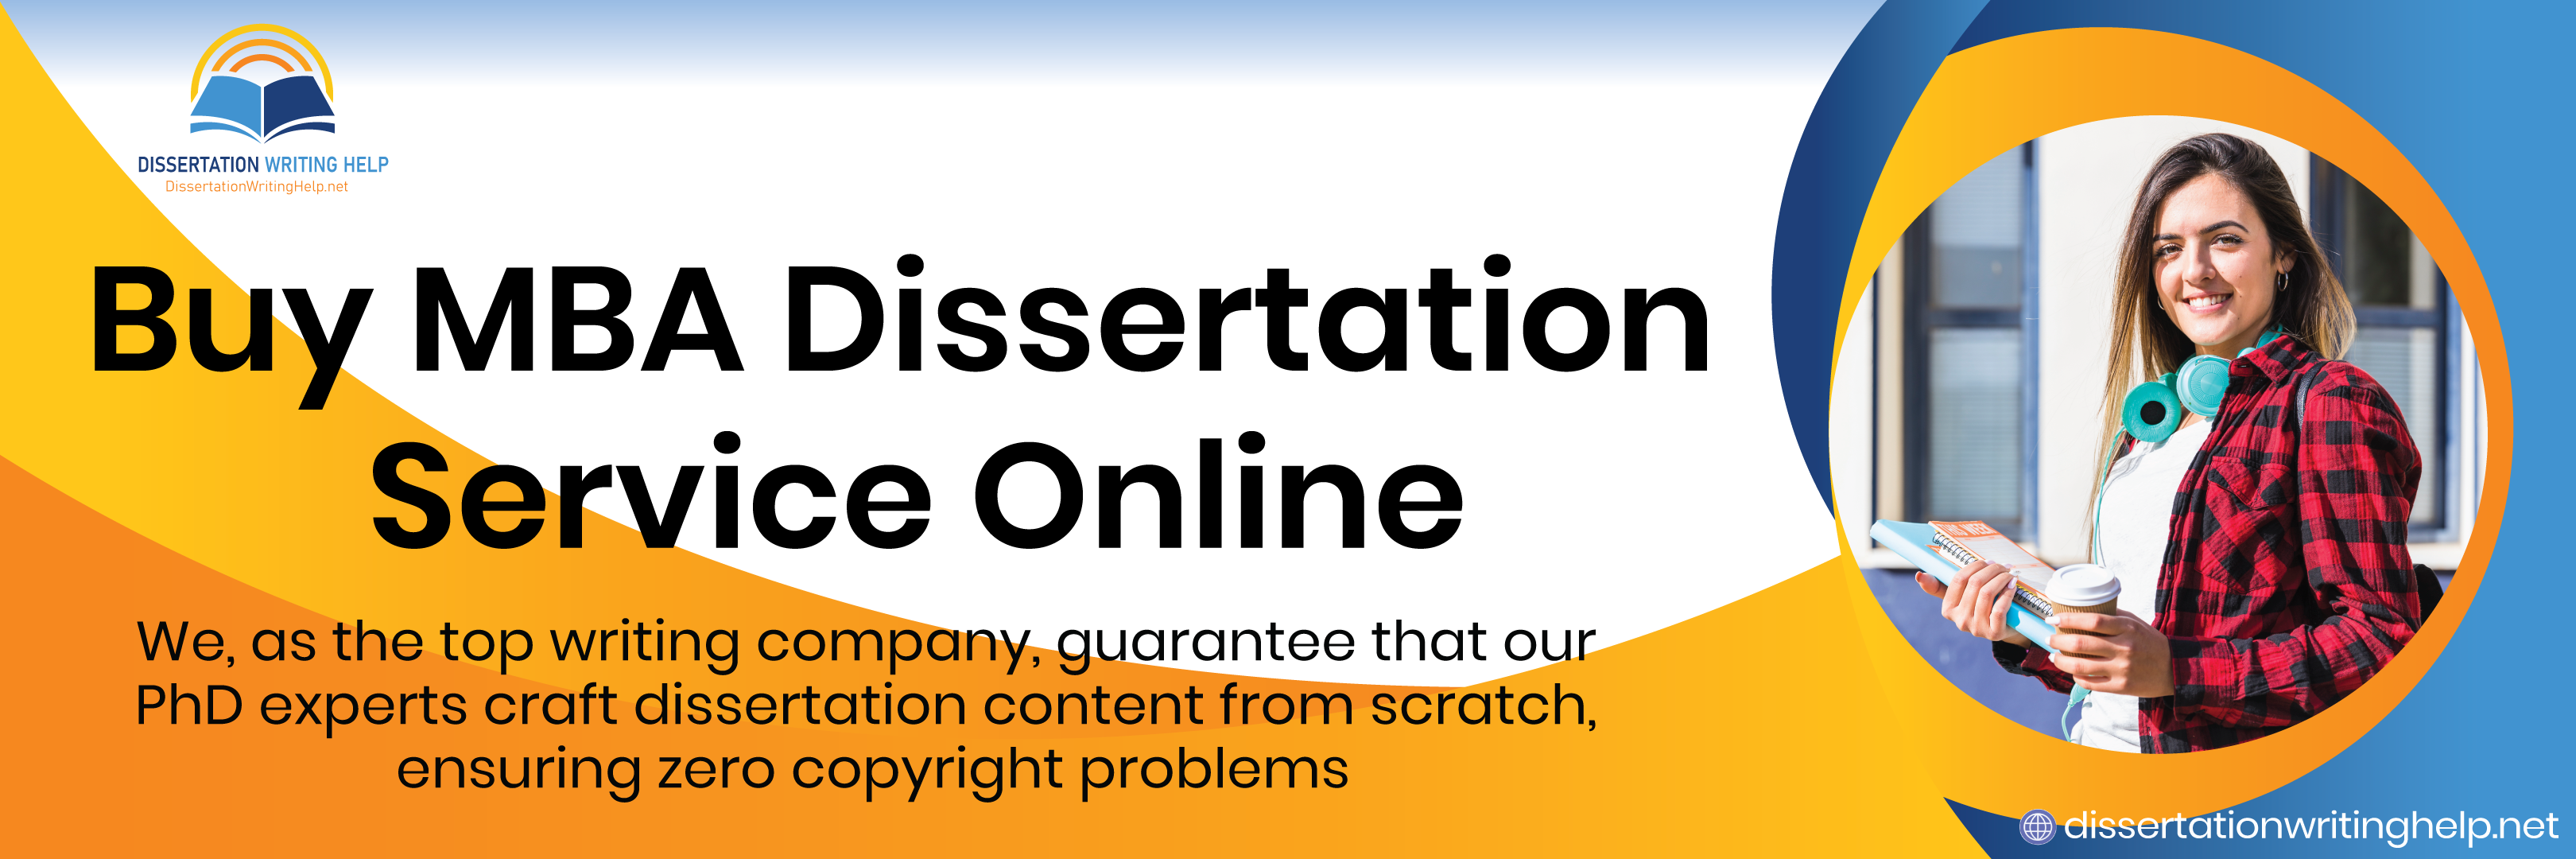 DISSERTATION WRITING HELP
DissertationWritingHelp.net
Buy MBA Dissertation
Service Online
We, as the top writing company, guarantee that our
PhD experts craft dissertation content from scratch,
ensuring zero copyright problems
dissertationwritinghelp.net